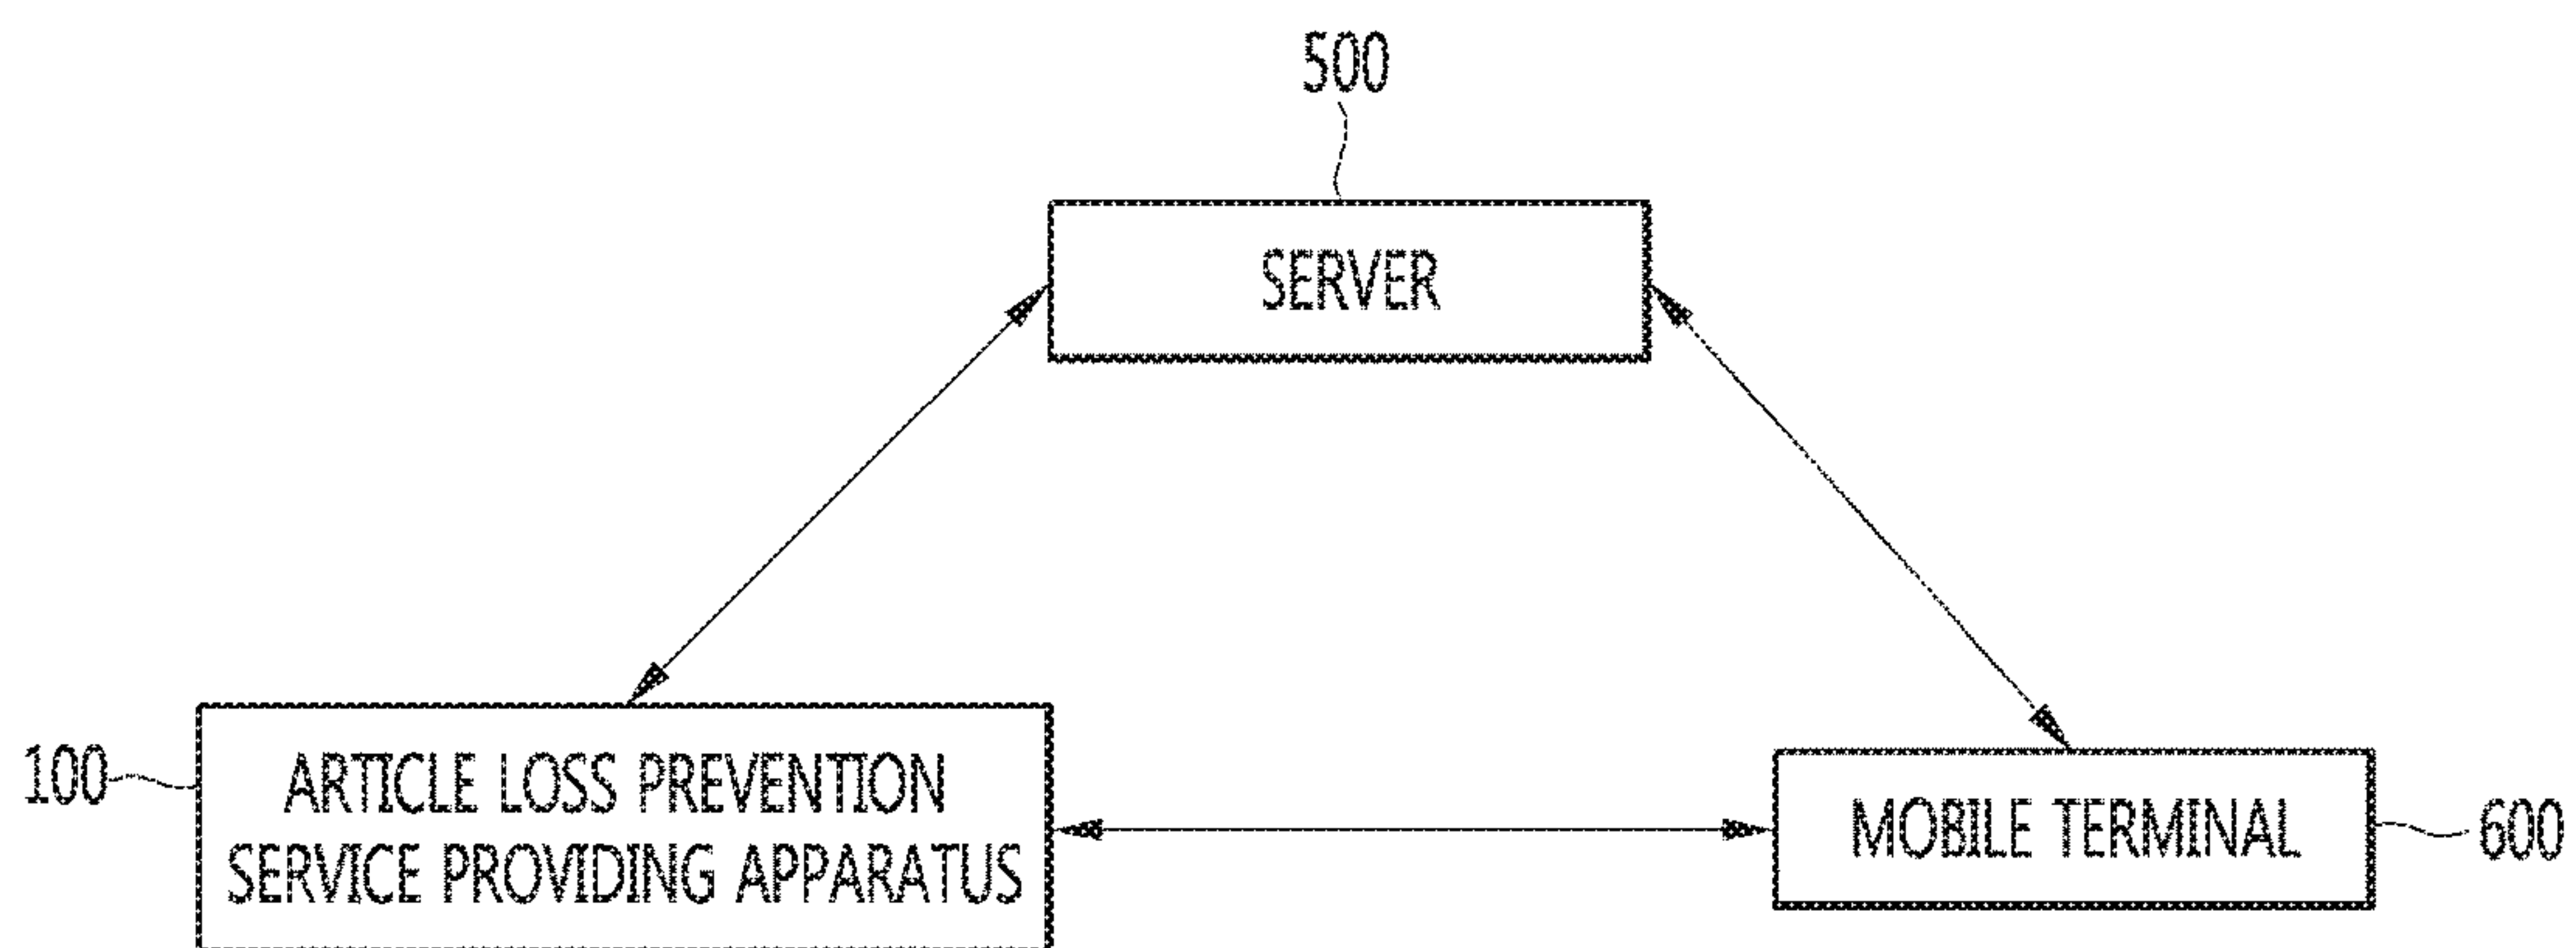 500
SERVER
100
ARTICLE LOSS PREVENTION
SERVICE PROVIDING APPARATUS
MOBILE TERMINAL
600